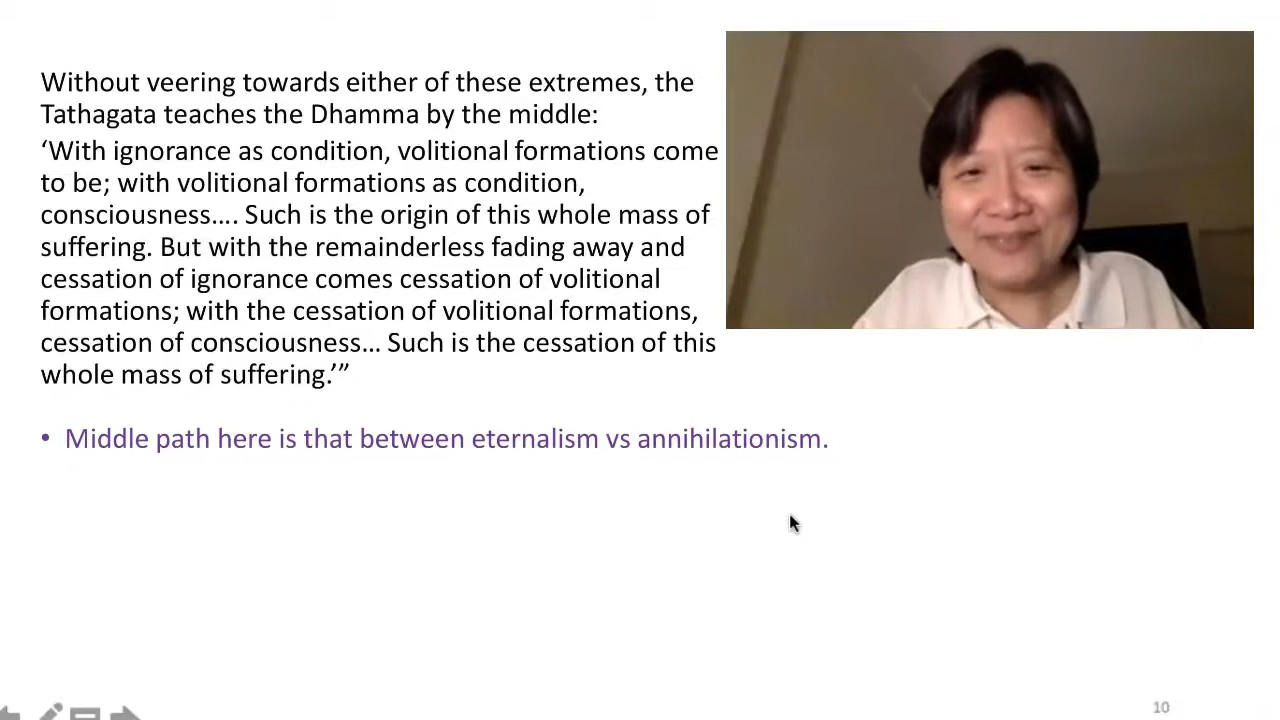 Without veering towards either of these extremes, the
Tathagata teaches the Dhamma by the middle:
‘With ignorance as condition, volitional formations come
to be; with volitional formations as condition,
consciousness…. Such is the origin of this whole mass of
suffering. But with the remainderless fading away and
cessation of ignorance comes cessation of volitional
formations; with the cessation of volitional formations,
cessation of consciousness… Such is the cessation of this
whole mass of suffering.’”
• Middle path here is that between eternalism vs annihilationism.
10